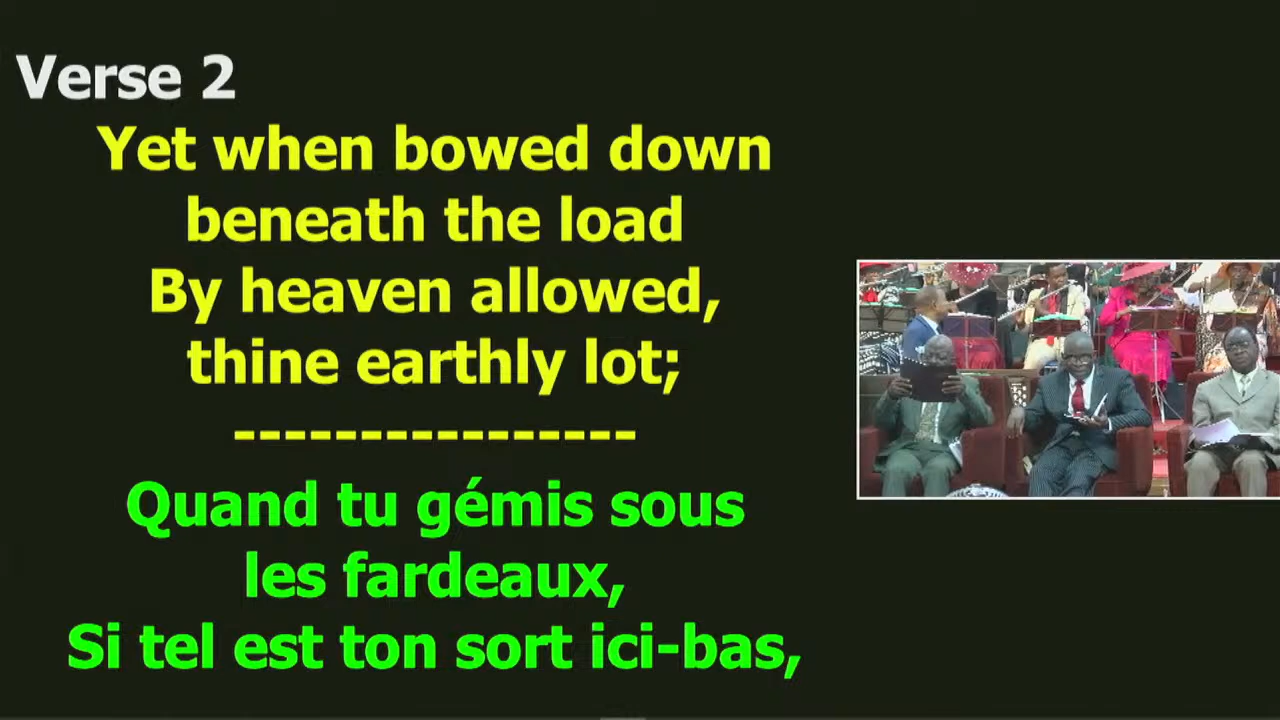 Verse 2
Yet when bowed down
beneath the load
By heaven allowed,
thine earthly lot;
----------------
Quand tu gémis sous
les fardeaux,
Si tel est ton sort ici-bas,